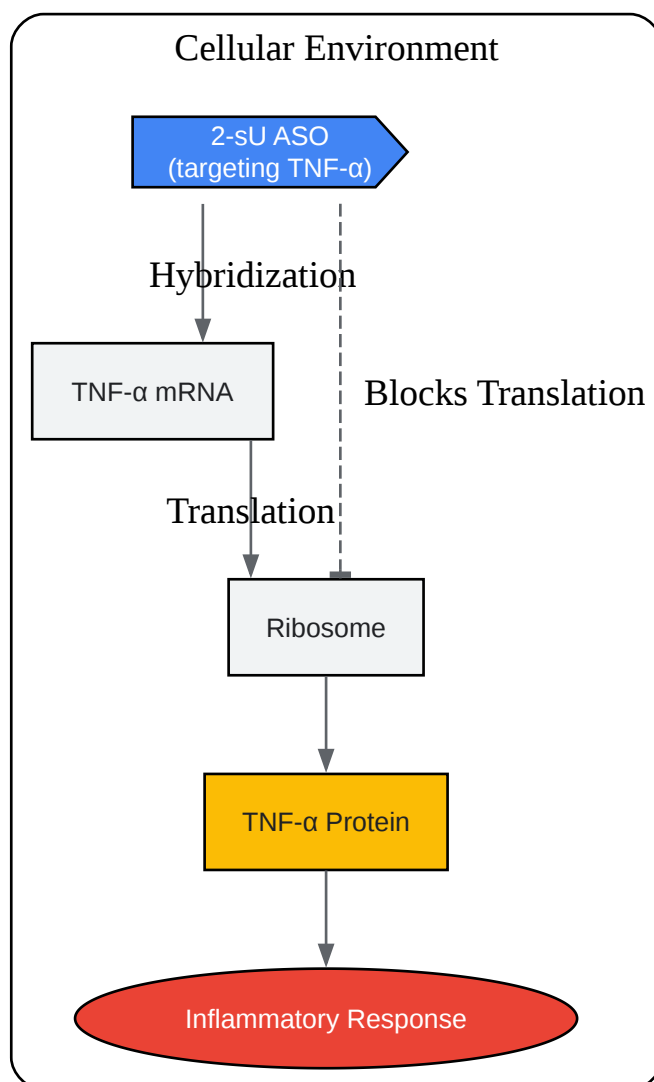 Cellular Environment
2-sU ASO
(targeting TNF-α)
Hybridization
TNF-α mRNA
Blocks Translation
Translation
Ribosome
TNF-α Protein
Inflammatory Response